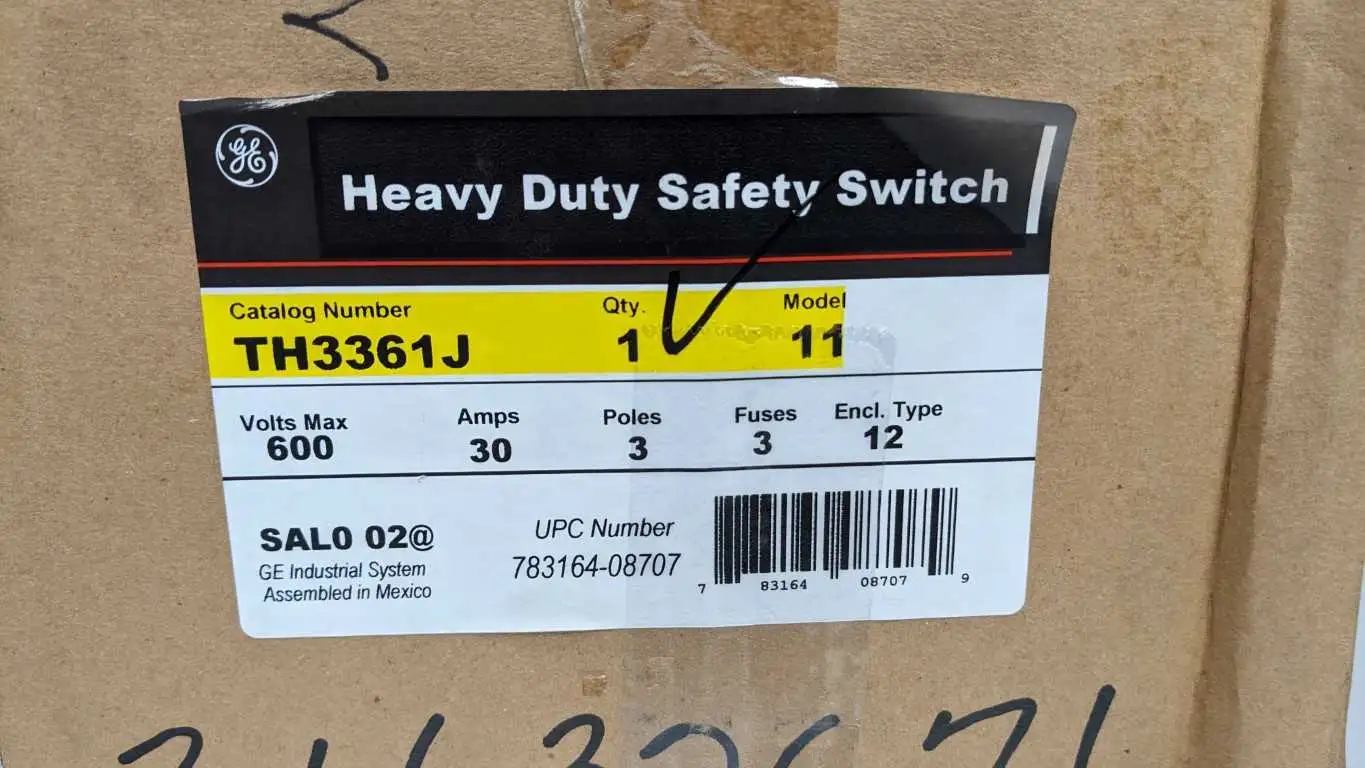 GE
Heavy Duty Safety Switch
Catalog Number Qty. Model
TH3361J 1 11
Volts Max Amps Poles Fuses Encl. Type
600 30 3 3 12
SAL0 02@ UPC Number
GE Industrial System 783164-08707
Assembled in Mexico
7 83164 08707 9